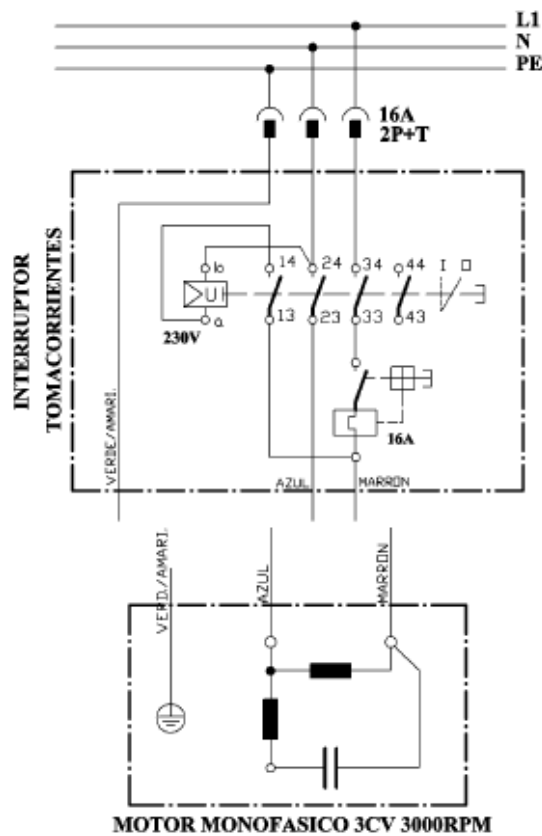 L1
N
PE
16A
2P+T
INTERRUPTOR
TOMACORRIENTES
b
14
24
34
44
I O
U
a
13
23
33
43
230V
16A
VERDE/AMARI.
AZUL
MARRON
VERD./AMARI.
AZUL
MARRON
MOTOR MONOFASICO 3CV 3000RPM